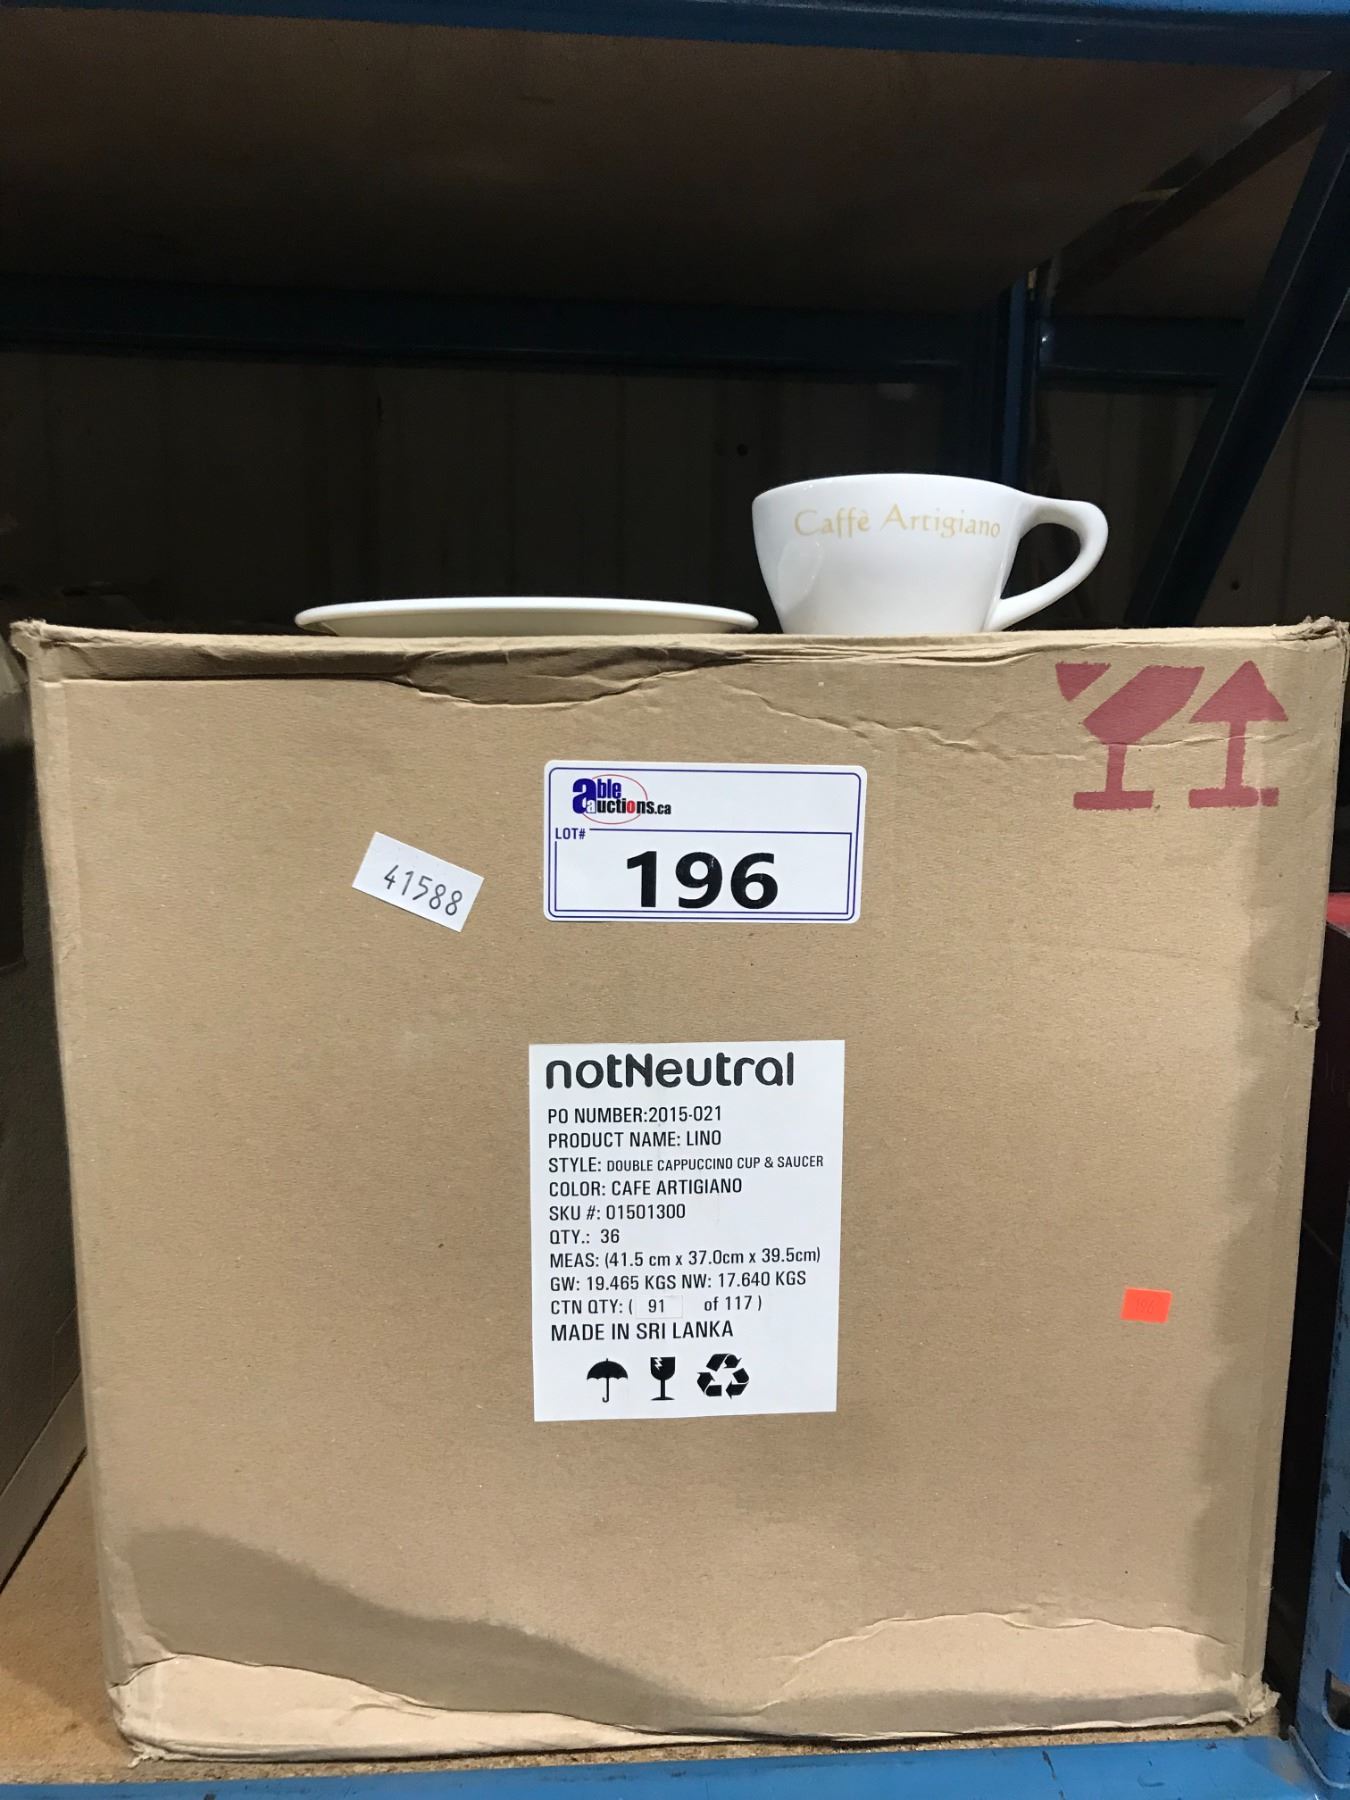 Caffè Artigiano
able
auctions.ca
LOT#
196
41588
notNeutral
PO NUMBER:2015-021
PRODUCT NAME: LINO
STYLE: DOUBLE CAPPUCCINO CUP & SAUCER
COLOR: CAFE ARTIGIANO
SKU #: 01501300
QTY.: 36
MEAS: (41.5 cm x 37.0cm x 39.5cm)
GW: 19.465 KGS NW: 17.640 KGS
CTN QTY: ( 91 of 117 )
MADE IN SRI LANKA